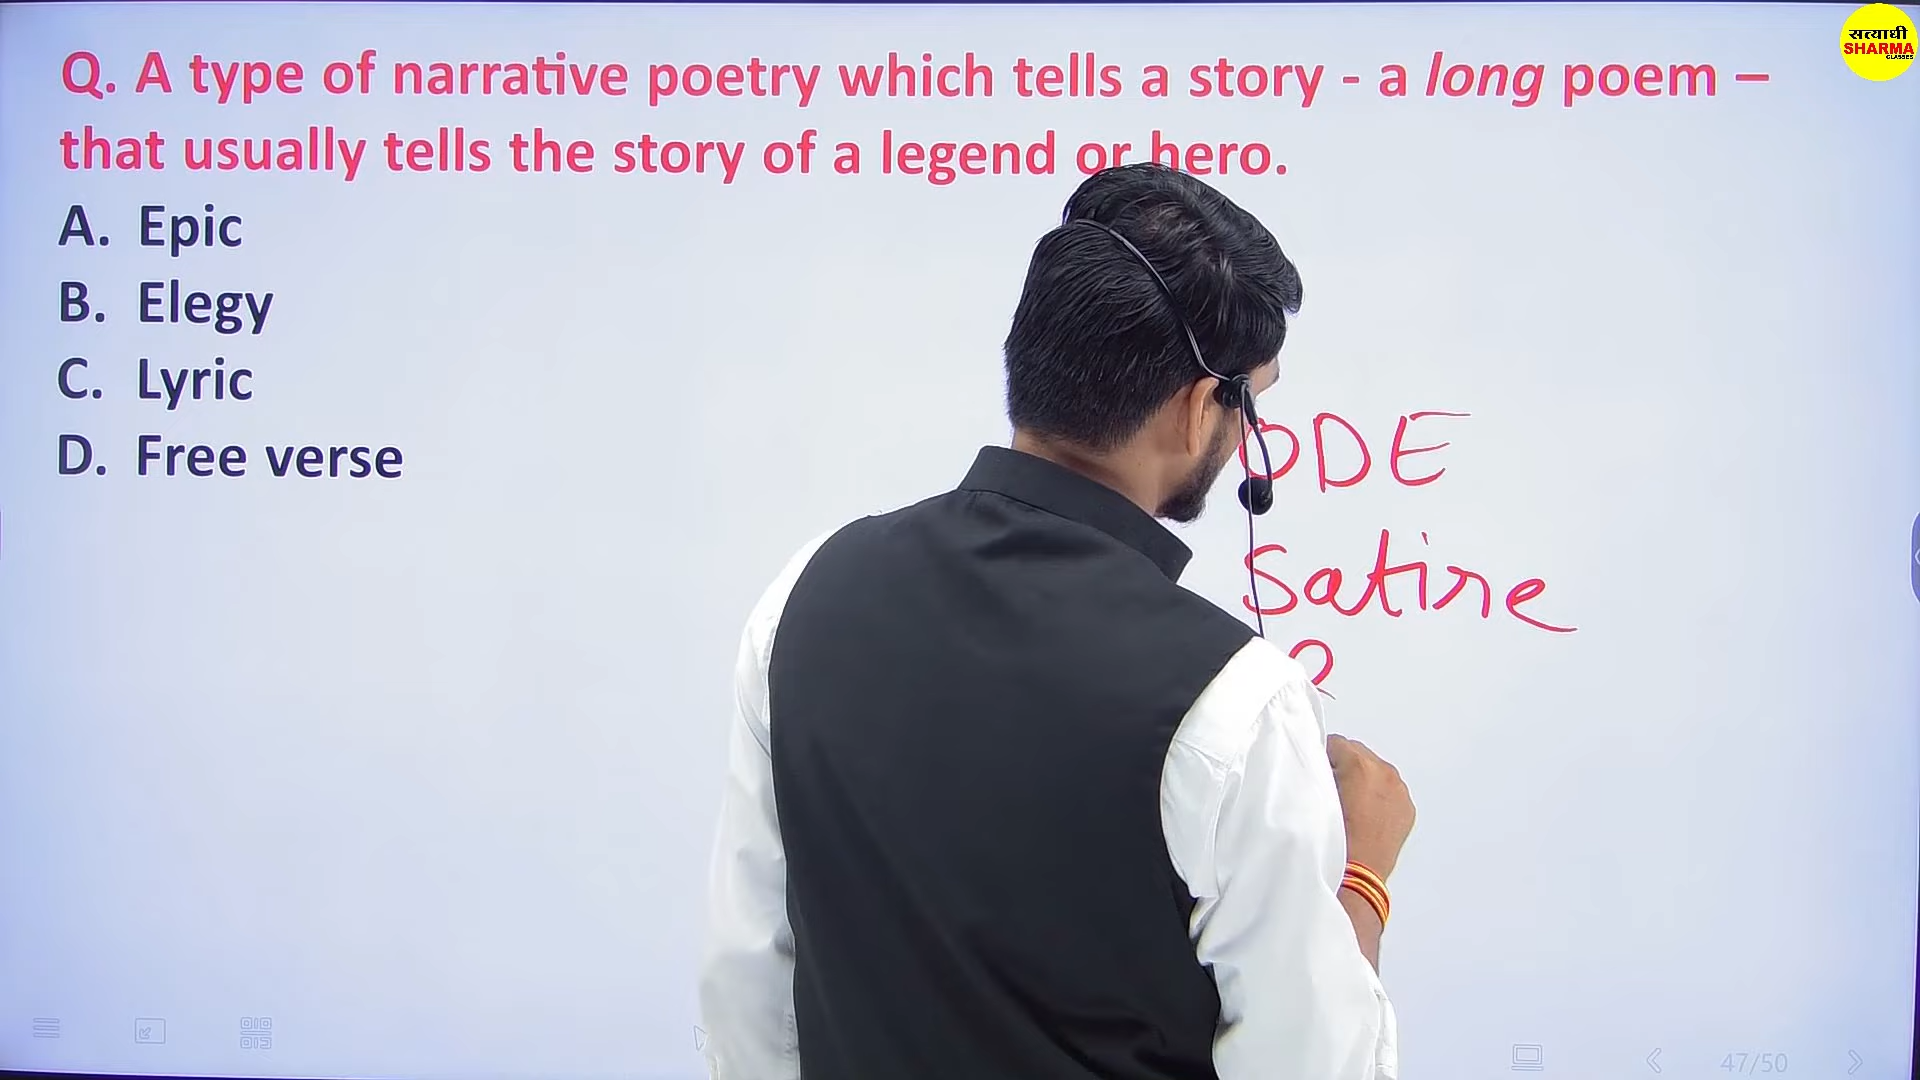 Q. A type of narrative poetry which tells a story - a long poem –
that usually tells the story of a legend or hero.
A. Epic
B. Elegy
C. Lyric
D. Free verse
ODE
Satire
सत्याधी
SHARMA
CLASSES
47/50